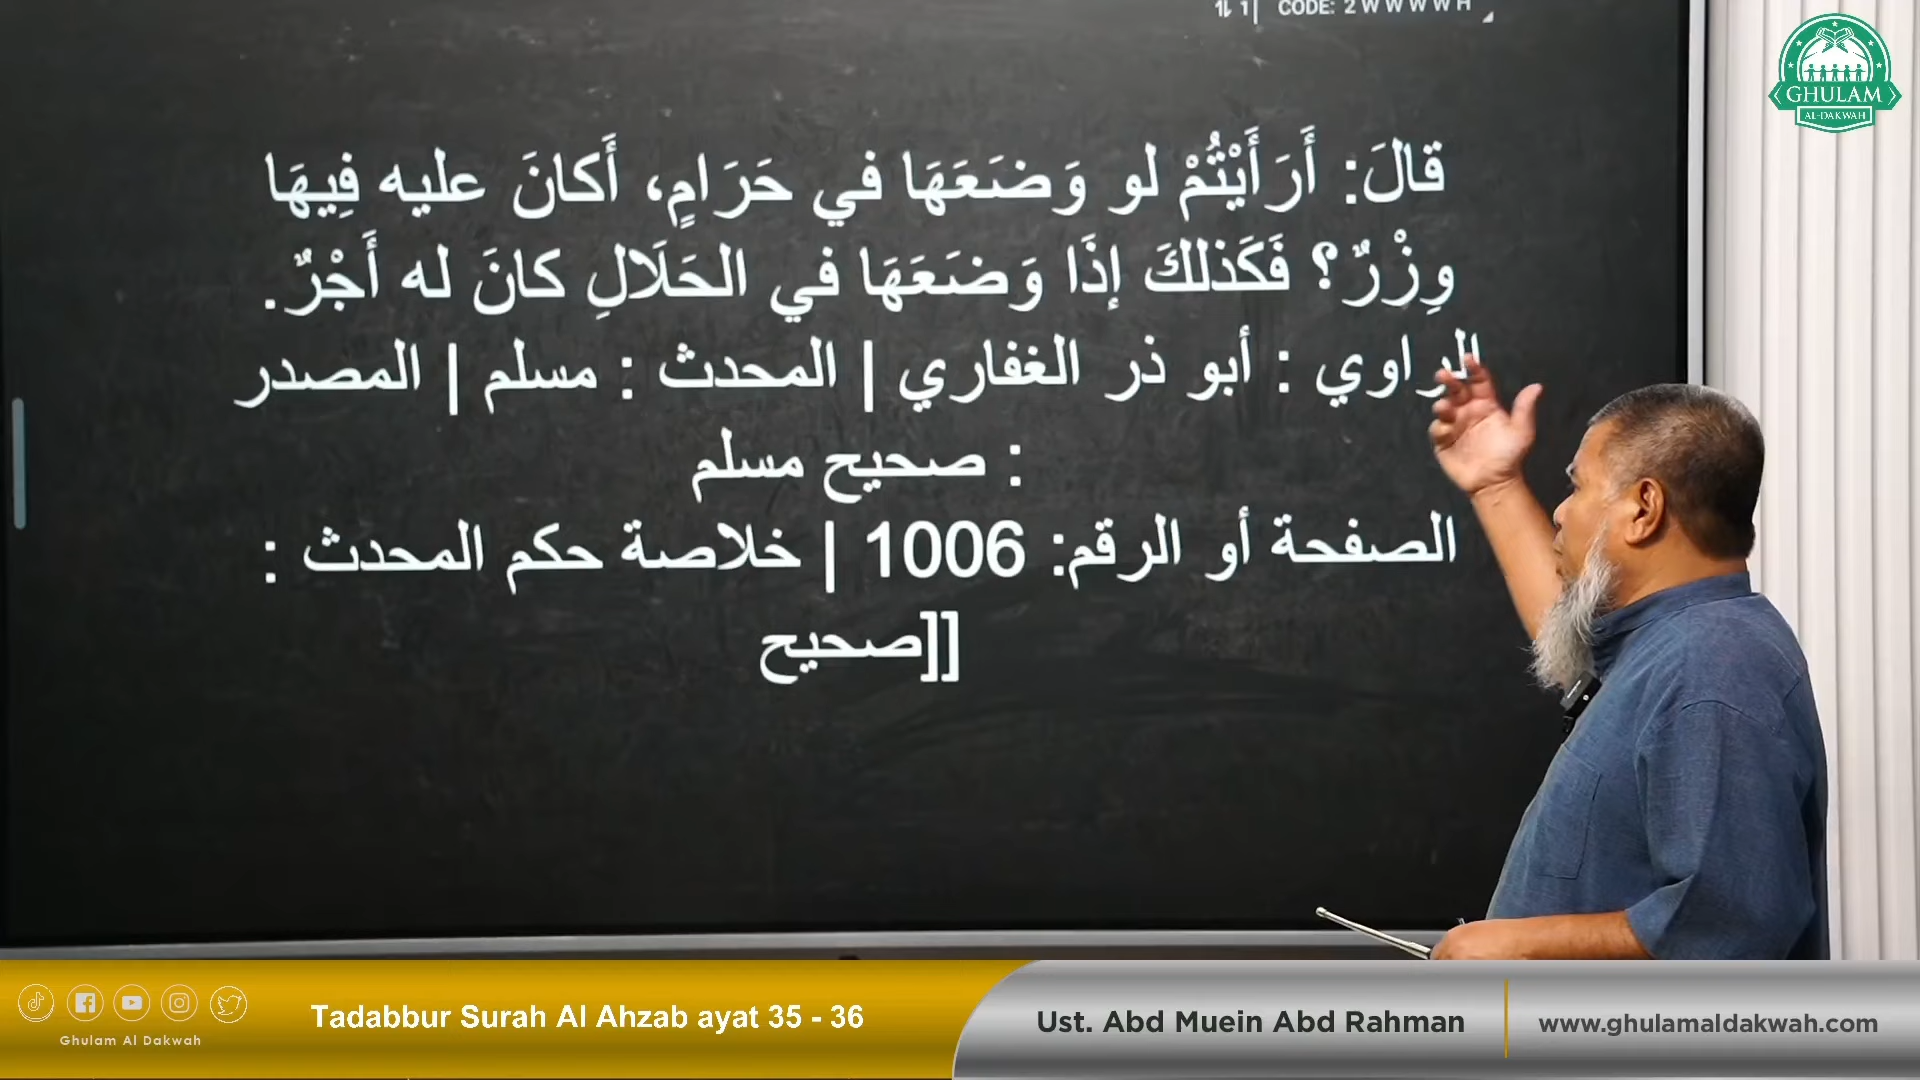 CODE: 2 W W W W H
GHULAM
AL-DAKWAH
قالَ: أَرَأَيْتُمْ لو وَضَعَهَا في حَرَامٍ، أَكانَ عليه فِيهَا
وِزْرٌ؟ فَكَذلكَ إذَا وَضَعَهَا في الحَلَالِ كانَ له أَجْرٌ.
الراوي : أبو ذر الغفاري | المحدث : مسلم | المصدر
: صحيح مسلم
الصفحة أو الرقم: 1006 | خلاصة حكم المحدث :
[[صحيح
Ghulam Al Dakwah
Tadabbur Surah Al Ahzab ayat 35 - 36
Ust. Abd Muein Abd Rahman
www.ghulamaldakwah.com